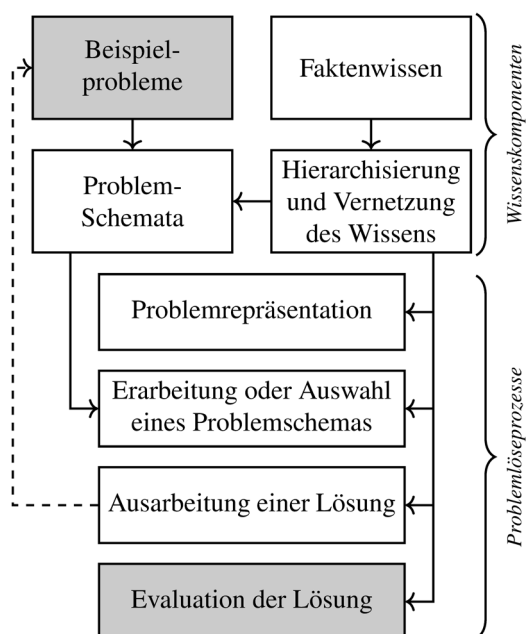 Beispiel-
probleme
Faktenwissen
Problem-
Schemata
Hierarchisierung
und Vernetzung
des Wissens
Wissenskomponenten
Problemrepräsentation
Erarbeitung oder Auswahl
eines Problemschemas
Ausarbeitung einer Lösung
Evaluation der Lösung
Problemlöseprozesse